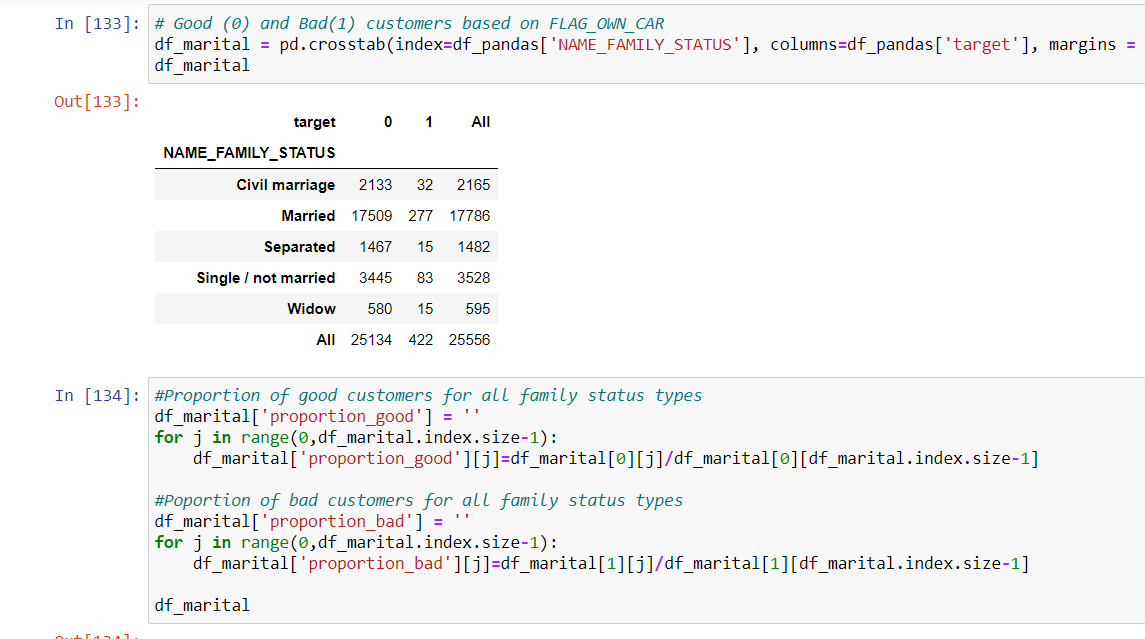 In [133]: # Good (0) and Bad(1) customers based on FLAG_OWN_CAR
df_marital = pd.crosstab(index=df_pandas['NAME_FAMILY_STATUS'], columns=df_pandas['target'], margins =
df_marital
Out[133]:
target 0 1 All
NAME_FAMILY_STATUS
Civil marriage 2133 32 2165
Married 17509 277 17786
Separated 1467 15 1482
Single / not married 3445 83 3528
Widow 580 15 595
All 25134 422 25556
In [134]: #Proportion of good customers for all family status types
df_marital['proportion_good'] = ''
for j in range(0,df_marital.index.size-1):
    df_marital['proportion_good'][j]=df_marital[0][j]/df_marital[0][df_marital.index.size-1]
#Poportion of bad customers for all family status types
df_marital['proportion_bad'] = ''
for j in range(0,df_marital.index.size-1):
    df_marital['proportion_bad'][j]=df_marital[1][j]/df_marital[1][df_marital.index.size-1]
df_marital